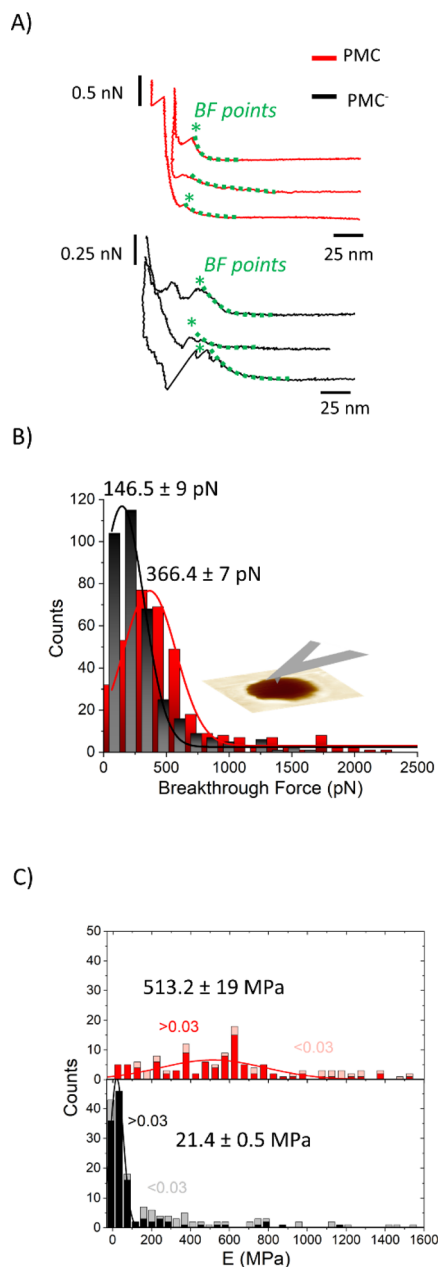 A)
PMC
PMC-
0.5 nN
BF points
*
*
25 nm
0.25 nN
BF points
*
*
*
25 nm
B)
146.5 ± 9 pN
366.4 ± 7 pN
120
100
80
60
40
20
0
Counts
0 500 1000 1500 2000 2500
Breakthrough Force (pN)
C)
50
40
30
20
10
0
513.2 ± 19 MPa
>0.03
<0.03
Counts
40
30
20
10
0
>0.03
21.4 ± 0.5 MPa
<0.03
0 200 400 600 800 1000 1200 1400 1600
E (MPa)